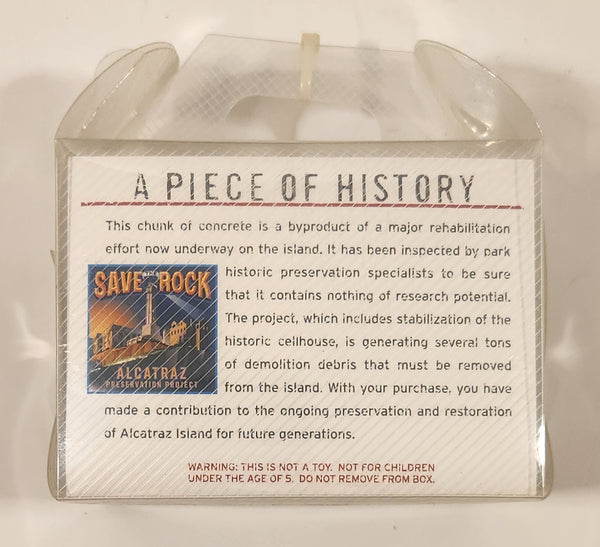 A PIECE OF HISTORY
This chunk of concrete is a byproduct of a major rehabilitation
effort now underway on the island. It has been inspected by park
historic preservation specialists to be sure
that it contains nothing of research potential.
The project, which includes stabilization of the
historic cellhouse, is generating several tons
of demolition debris that must be removed
from the island. With your purchase, you have
made a contribution to the ongoing preservation and restoration
of Alcatraz Island for future generations.
SAVE THE ROCK
ALCATRAZ
PRESERVATION PROJECT
WARNING: THIS IS NOT A TOY. NOT FOR CHILDREN
UNDER THE AGE OF 5. DO NOT REMOVE FROM BOX.